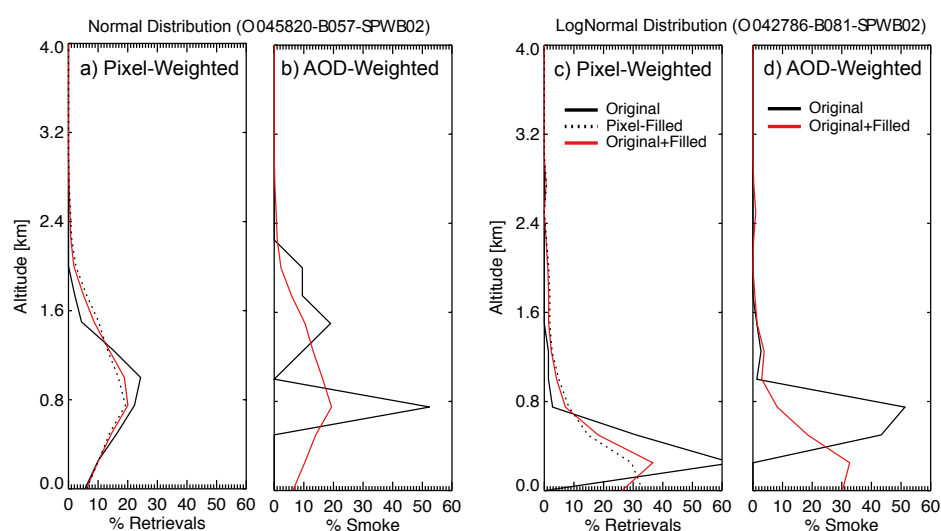 Normal Distribution (O045820-B057-SPWB02)
LogNormal Distribution (O042786-B081-SPWB02)
a) Pixel-Weighted
b) AOD-Weighted
c) Pixel-Weighted
d) AOD-Weighted
Original
Pixel-Filled
Original+Filled
Original
Original+Filled
Altitude [km]
4.0
3.2
2.4
1.6
0.8
0.0
0 10 20 30 40 50 60
% Retrievals
0 10 20 30 40 50 60
% Smoke
Altitude [km]
4.0
3.2
2.4
1.6
0.8
0.0
0 10 20 30 40 50 60
% Retrievals
0 10 20 30 40 50 60
% Smoke